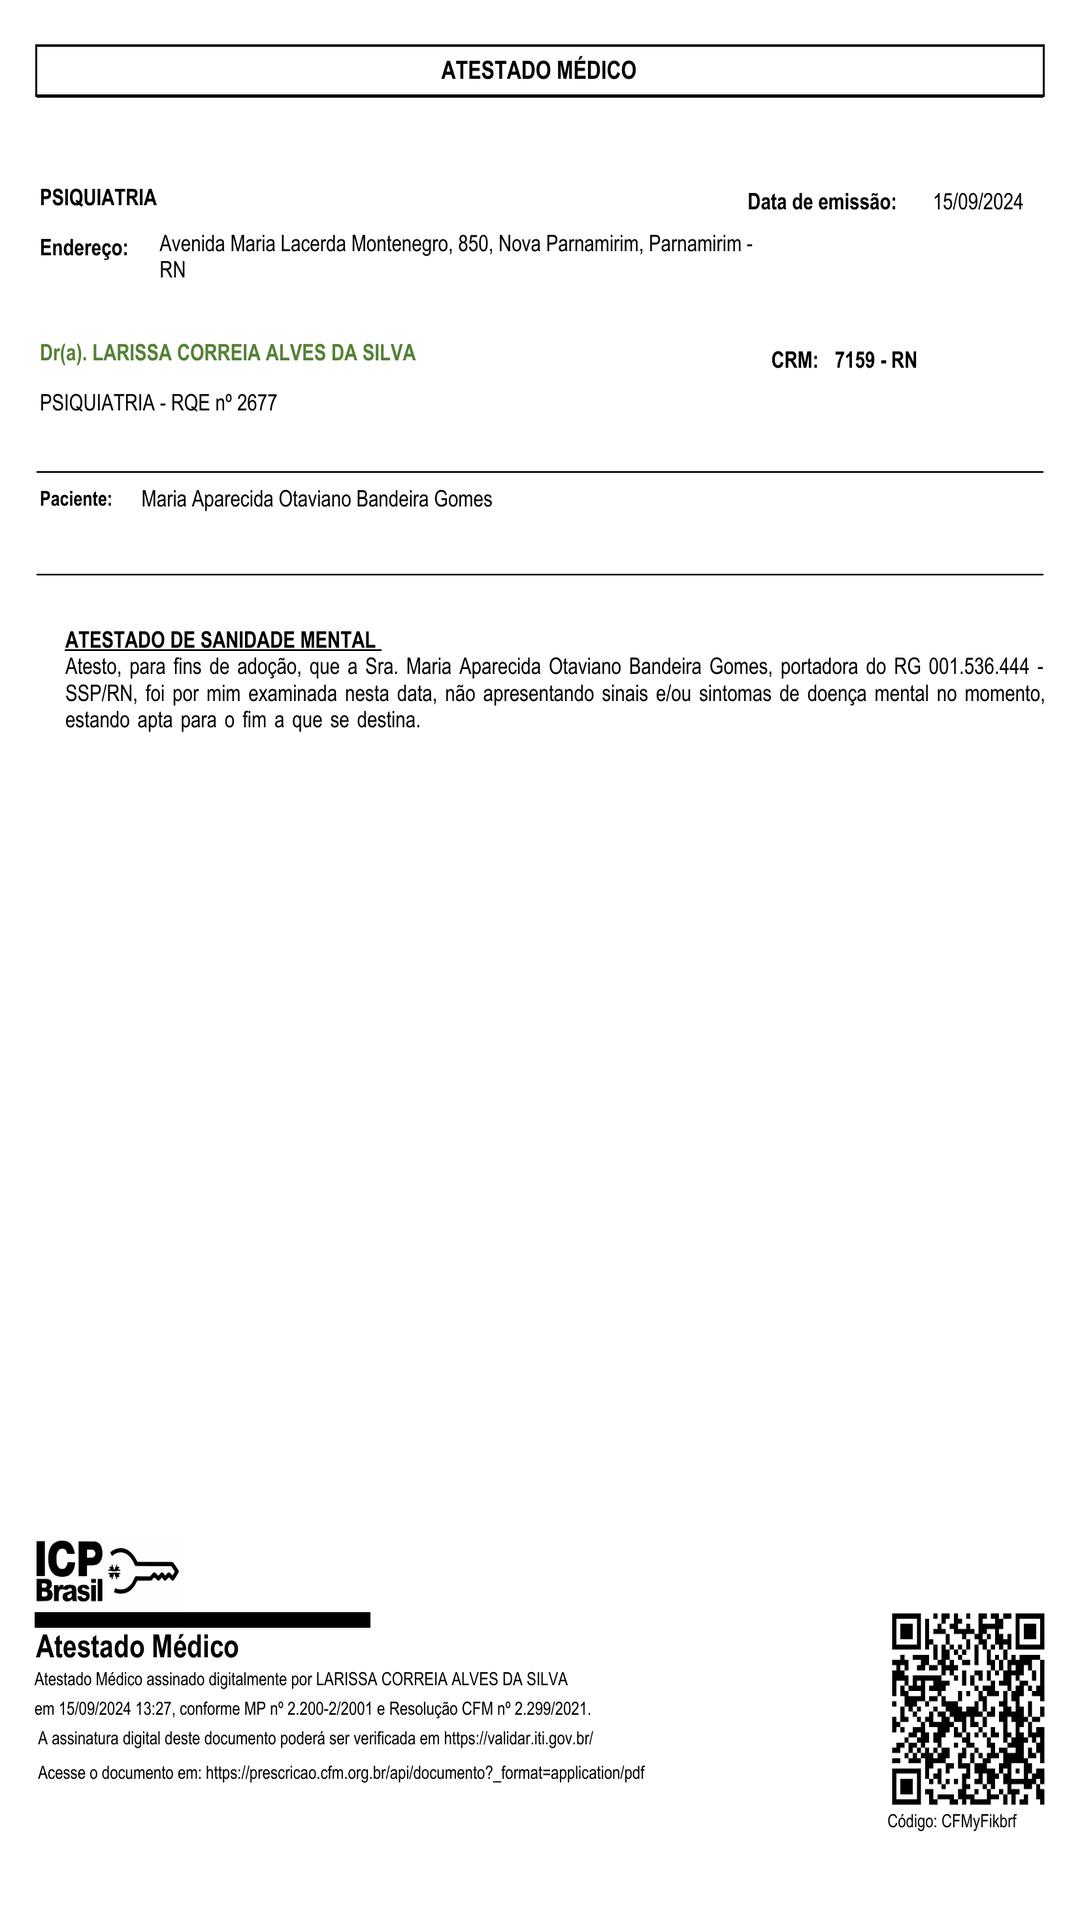 ATESTADO MÉDICO
PSIQUIATRIA
Data de emissão: 15/09/2024
Endereço: Avenida Maria Lacerda Montenegro, 850, Nova Parnamirim, Parnamirim -
RN
Dr(a). LARISSA CORREIA ALVES DA SILVA
CRM: 7159 - RN
PSIQUIATRIA - RQE nº 2677
Paciente: Maria Aparecida Otaviano Bandeira Gomes
ATESTADO DE SANIDADE MENTAL
Atesto, para fins de adoção, que a Sra. Maria Aparecida Otaviano Bandeira Gomes, portadora do RG 001.536.444 -
SSP/RN, foi por mim examinada nesta data, não apresentando sinais e/ou sintomas de doença mental no momento,
estando apta para o fim a que se destina.
ICP
Brasil
Atestado Médico
Atestado Médico assinado digitalmente por LARISSA CORREIA ALVES DA SILVA
em 15/09/2024 13:27, conforme MP nº 2.200-2/2001 e Resolução CFM nº 2.299/2021.
A assinatura digital deste documento poderá ser verificada em https://validar.iti.gov.br/
Acesse o documento em: https://prescricao.cfm.org.br/api/documento?_format=application/pdf
Código: CFMyFikbrf